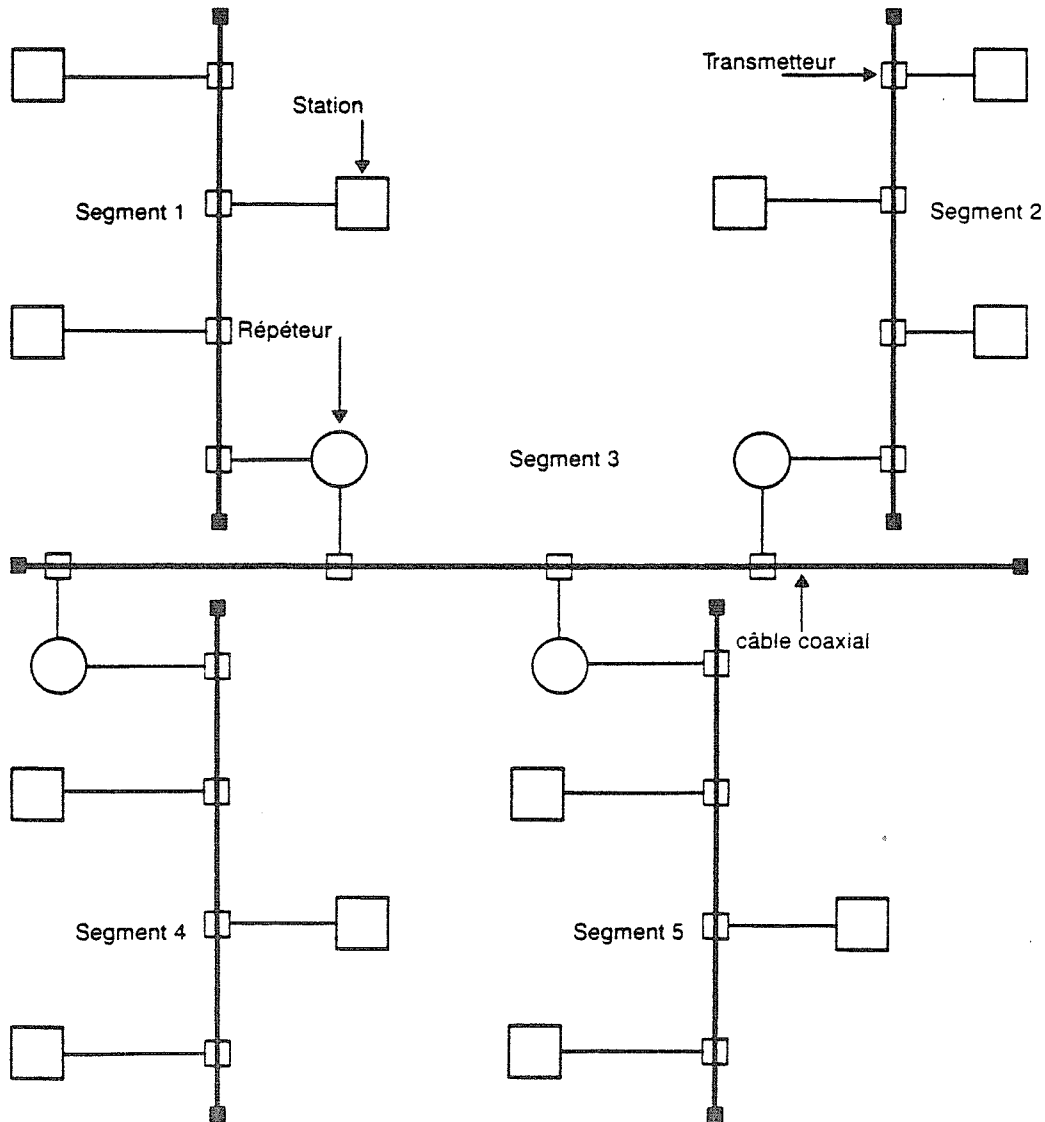 Transmetteur
Station
Segment 1
Segment 2
Répéteur
Segment 3
câble coaxial
Segment 4
Segment 5